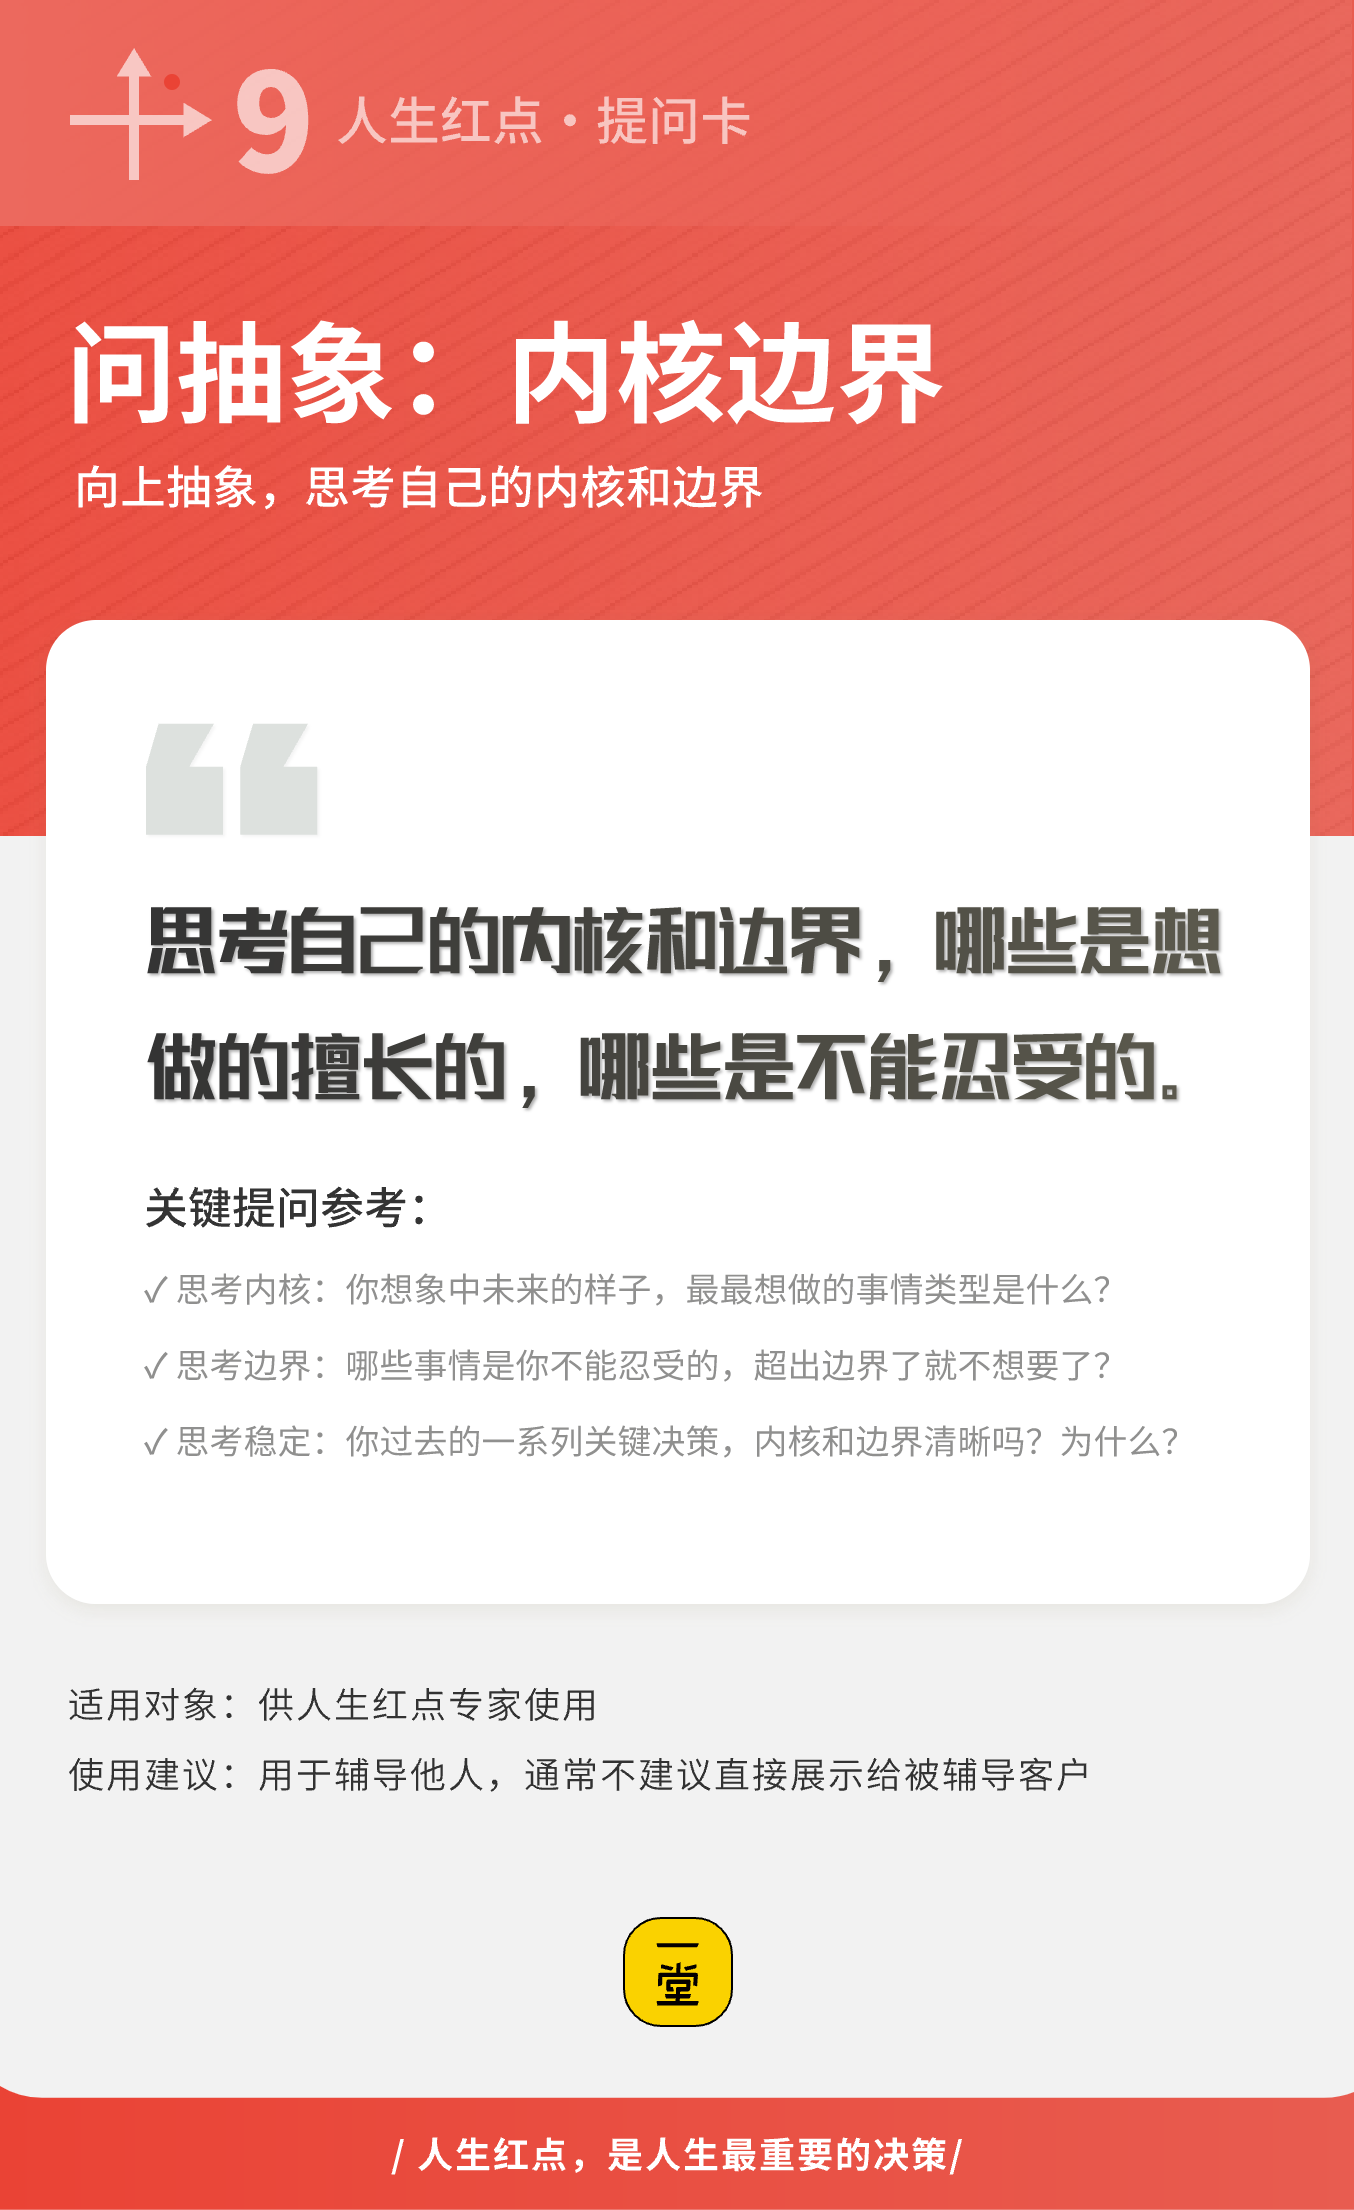 9 人生红点·提问卡
问抽象：内核边界
向上抽象，思考自己的内核和边界
思考自己的内核和边界，哪些是想
做的擅长的，哪些是不能忍受的。
关键提问参考：
✓思考内核：你想象中未来的样子，最最想做的事情类型是什么？
✓思考边界：哪些事情是你不能忍受的，超出边界了就不想要了？
✓思考稳定：你过去的一系列关键决策，内核和边界清晰吗？为什么？
适用对象：供人生红点专家使用
使用建议：用于辅导他人，通常不建议直接展示给被辅导客户
一
堂
/ 人生红点，是人生最重要的决策/